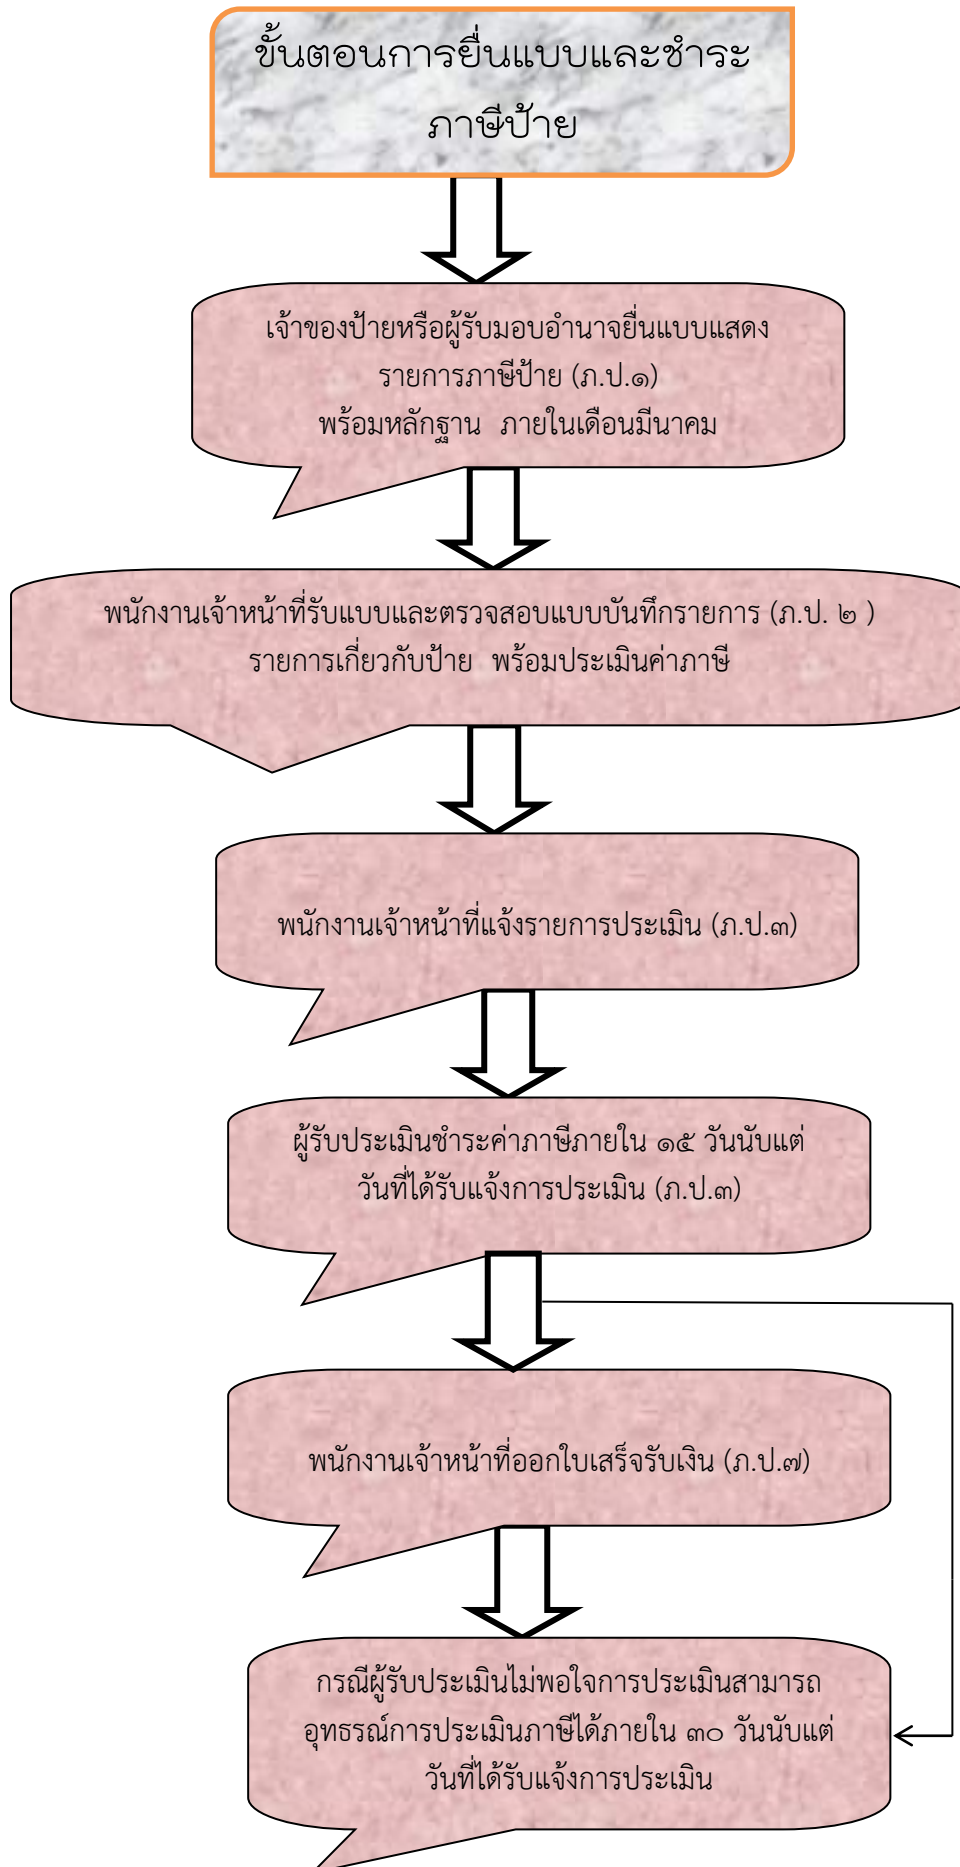 ขั้นตอนการยื่นแบบและชำระ
ภาษีป้าย
เจ้าของป้ายหรือผู้รับมอบอำนาจยื่นแบบแสดง
รายการภาษีป้าย (ภ.ป.๑)
พร้อมหลักฐาน ภายในเดือนมีนาคม
พนักงานเจ้าหน้าที่รับแบบและตรวจสอบแบบบันทึกรายการ (ภ.ป. ๒ )
รายการเกี่ยวกับป้าย พร้อมประเมินค่าภาษี
พนักงานเจ้าหน้าที่แจ้งรายการประเมิน (ภ.ป.๓)
ผู้รับประเมินชำระค่าภาษีภายใน ๑๕ วันนับแต่
วันที่ได้รับแจ้งการประเมิน (ภ.ป.๓)
พนักงานเจ้าหน้าที่ออกใบเสร็จรับเงิน (ภ.ป.๗)
กรณีผู้รับประเมินไม่พอใจการประเมินสามารถ
อุทธรณ์การประเมินภาษีได้ภายใน ๓๐ วันนับแต่
วันที่ได้รับแจ้งการประเมิน